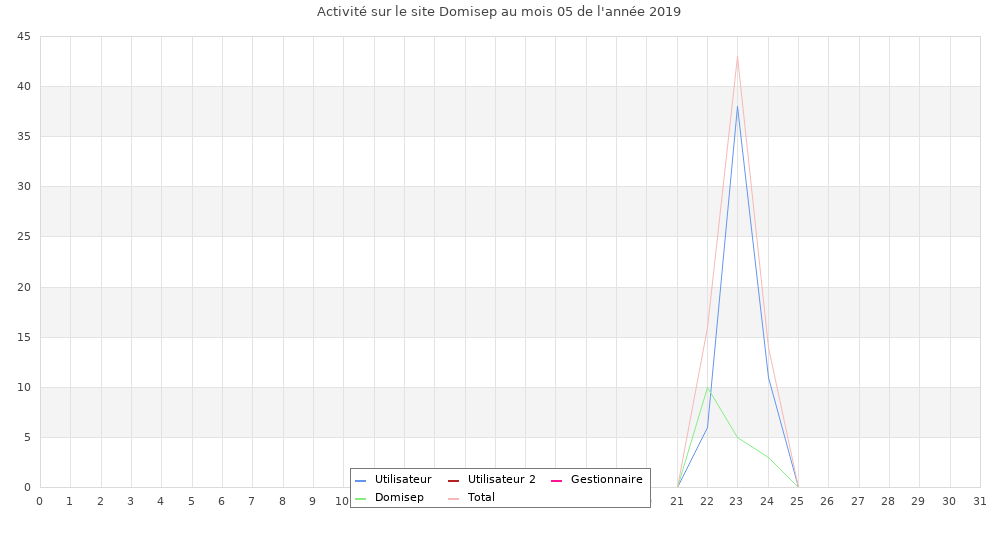 Activité sur le site Domisep au mois 05 de l'année 2019
45
40
35
30
25
20
15
10
5
0
0 1 2 3 4 5 6 7 8 9 10 21 22 23 24 25 26 27 28 29 30 31
Utilisateur Utilisateur 2 Gestionnaire
Domisep Total